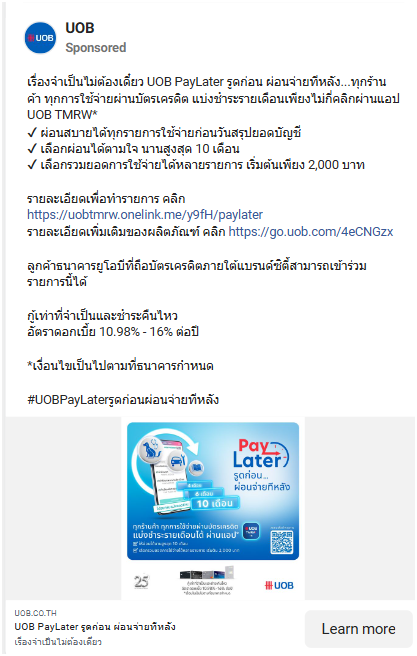 UOB
UOB
Sponsored
เรื่องจำเป็นไม่ต้องเดี๋ยว UOB PayLater รูดก่อน ผ่อนจ่ายทีหลัง...ทุกร้าน
ค้า ทุกการใช้จ่ายผ่านบัตรเครดิต แบ่งชำระรายเดือนเพียงไม่กี่คลิกผ่านแอป
UOB TMRW*
✓ ผ่อนสบายได้ทุกรายการใช้จ่ายก่อนวันสรุปยอดบัญชี
✓ เลือกผ่อนได้ตามใจ นานสูงสุด 10 เดือน
✓ เลือกรวมยอดการใช้จ่ายได้หลายรายการ เริ่มต้นเพียง 2,000 บาท
รายละเอียดเพื่อทำรายการ คลิก
https://uobtmrw.onelink.me/y9fH/paylater
รายละเอียดเพิ่มเติมของผลิตภัณฑ์ คลิก https://go.uob.com/4eCNGzx
ลูกค้าธนาคารยูโอบีที่ถือบัตรเครดิตภายใต้แบรนด์ซิตี้สามารถเข้าร่วม
รายการนี้ได้
กู้เท่าที่จำเป็นและชำระคืนไหว
อัตราดอกเบี้ย 10.98% - 16% ต่อปี
*เงื่อนไขเป็นไปตามที่ธนาคารกำหนด
#UOBPayLaterรูดก่อนผ่อนจ่ายทีหลัง
Pay
Later
รูดก่อน...
ผ่อนจ่ายทีหลัง
4 เดือน
6 เดือน
10 เดือน
ทุกร้านค้า ทุกการใช้จ่ายผ่านบัตรเครดิต
แบ่งชำระรายเดือนได้ ผ่านแอป
25
UOB
UOB.CO.TH
UOB PayLater รูดก่อน ผ่อนจ่ายทีหลัง
เรื่องจำเป็นไม่ต้องเดี๋ยว
Learn more